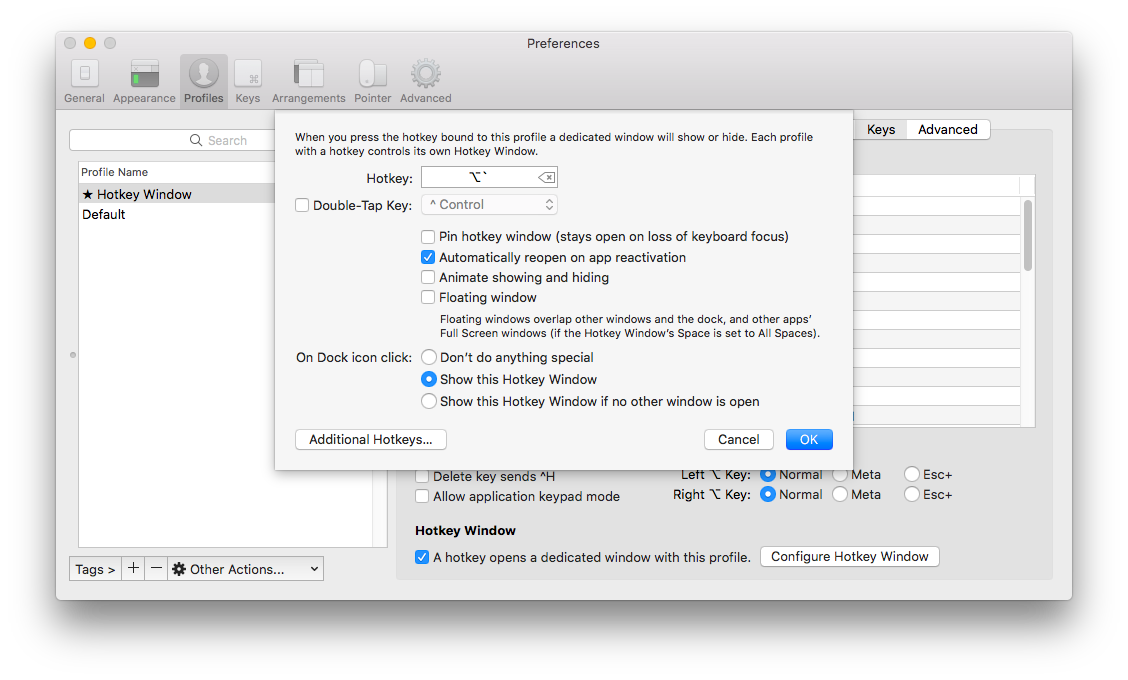 Preferences
General
Appearance
Profiles
Keys
Arrangements
Pointer
Advanced
Search
Profile Name
★ Hotkey Window
Default
Tags >
+
−
Other Actions...
Keys
Advanced
When you press the hotkey bound to this profile a dedicated window will show or hide. Each profile
with a hotkey controls its own Hotkey Window.
Hotkey: ⌥`
Double-Tap Key: ^ Control
Pin hotkey window (stays open on loss of keyboard focus)
Automatically reopen on app reactivation
Animate showing and hiding
Floating window
Floating windows overlap other windows and the dock, and other apps’
Full Screen windows (if the Hotkey Window’s Space is set to All Spaces).
On Dock icon click: Don’t do anything special
Show this Hotkey Window
Show this Hotkey Window if no other window is open
Additional Hotkeys...
Cancel
OK
Delete key sends ^H
Allow application keypad mode
Left ⌥ Key: Normal Meta Esc+
Right ⌥ Key: Normal Meta Esc+
Hotkey Window
A hotkey opens a dedicated window with this profile.
Configure Hotkey Window